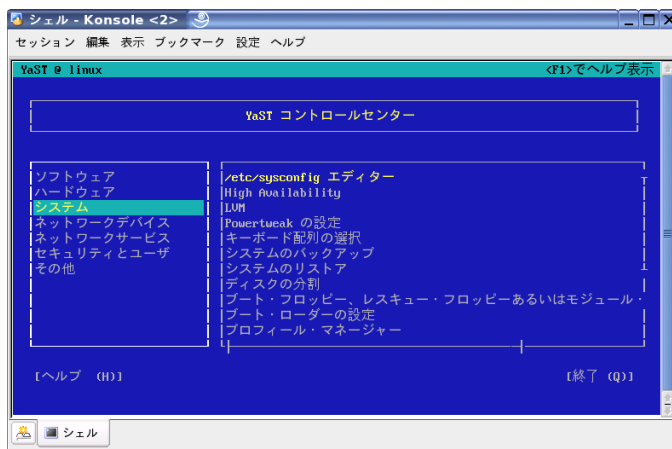 シェル - Konsole <2>
セッション 編集 表示 ブックマーク 設定 ヘルプ
YaST @ linux <F1>でヘルプ表示
YaST コントロールセンター
ソフトウェア
ハードウェア
システム
ネットワークデバイス
ネットワークサービス
セキュリティとユーザ
その他
/etc/sysconfig エディター
High Availability
LVM
Powertweak の設定
キーボード配列の選択
システムのバックアップ
システムのリストア
ディスクの分割
ブート・フロッピー、レスキュー・フロッピーあるいはモジュール・
ブート・ローダーの設定
プロフィール・マネージャー
[ヘルプ (H)] [終了 (Q)]
シェル